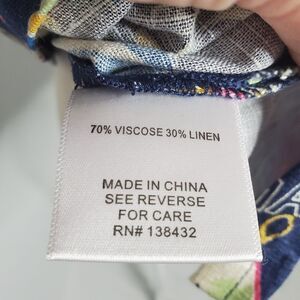 70% VISCOSE 30% LINEN
MADE IN CHINA
SEE REVERSE
FOR CARE
RN# 138432